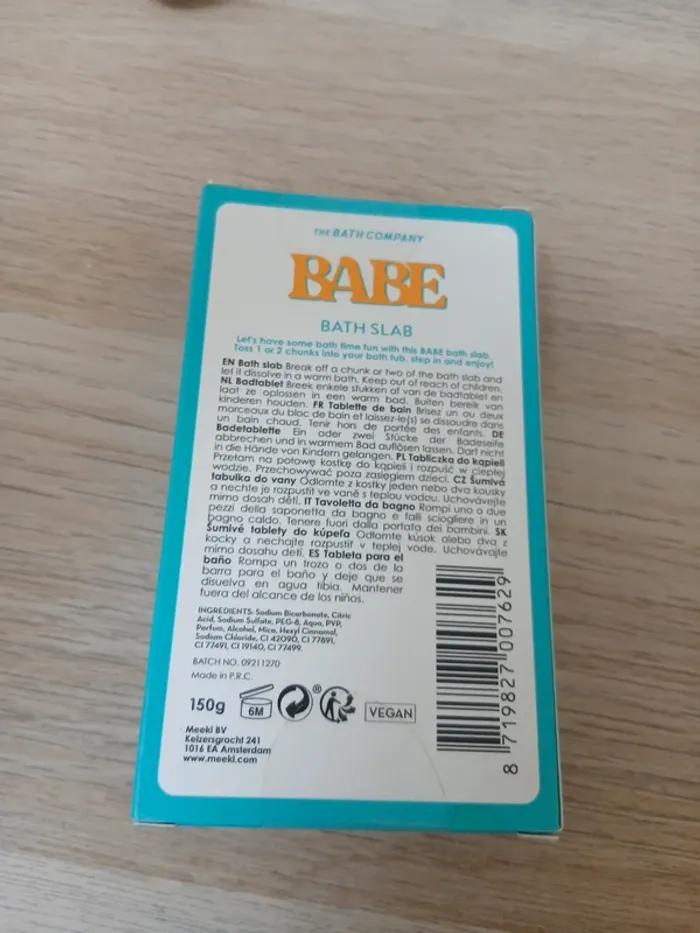 THE BATH COMPANY
BABE
BATH SLAB
Let's have some bath time fun with this BABE bath slab.
Toss 1 or 2 chunks into your bath tub, step in and enjoy!
EN Bath slab Break off a chunk or two of the bath slab and
let it dissolve in a warm bath. Keep out of reach of children.
NL Badtablet Breek enkele stukken af van de badtablet en
laat ze oplossen in een warm bad. Buiten bereik van
kinderen houden. FR Tablette de bain Brisez un ou deux
morceaux du bloc de bain et laissez-le(s) se dissoudre dans
un bain chaud. Tenir hors de portée des enfants. DE
Badetablette Ein oder zwei Stücke der Badeseife
abbrechen und in warmem Bad auflösen lassen. Darf nicht
in die Hände von Kindern gelangen. PL Tabliczka do kąpieli
Przełam na połowę kostkę do kąpieli i rozpuść w ciepłej
wodzie. Przechowywać poza zasięgiem dzieci. CZ Šumivá
tabulka do vany Odlomte z kostky jeden nebo dva kousky
a nechte je rozpustit ve vaně s teplou vodou. Uchovávejte
mimo dosah dětí. IT Tavoletta da bagno Rompi uno o due
pezzi della saponetta da bagno e falli sciogliere in un
bagno caldo. Tenere fuori dalla portata dei bambini. SK
Šumivé tablety do kúpeľa Odlomte kúsok alebo dva z
kocky a nechajte rozpustiť v teplej vode. Uchovávajte
mimo dosahu detí. ES Tableta para el
baño Rompa un trozo o dos de la
barra para el baño y deje que se
disuelva en agua tibia. Mantener
fuera del alcance de los niños.
INGREDIENTS: Sodium Bicarbonate, Citric
Acid, Sodium Sulfate, PEG-8, Aqua, PVP,
Parfum, Alcohol, Mica, Hexyl Cinnamal,
Sodium Chloride, CI 42090, CI 77891,
CI 77491, CI 19140, CI 77499.
BATCH NO. 09211270
Made in P.R.C.
150g 6M ® VEGAN
Meeki BV
Keizersgracht 241
1016 EA Amsterdam
www.meeki.com
8 719827 007629